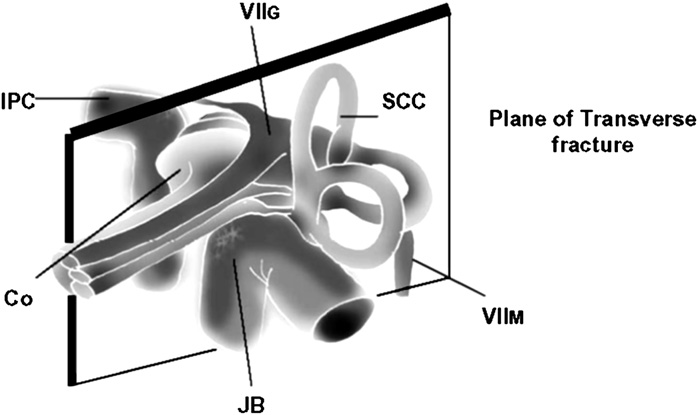 VIIG
IPC
SCC
Plane of Transverse
fracture
Co
VIIM
JB